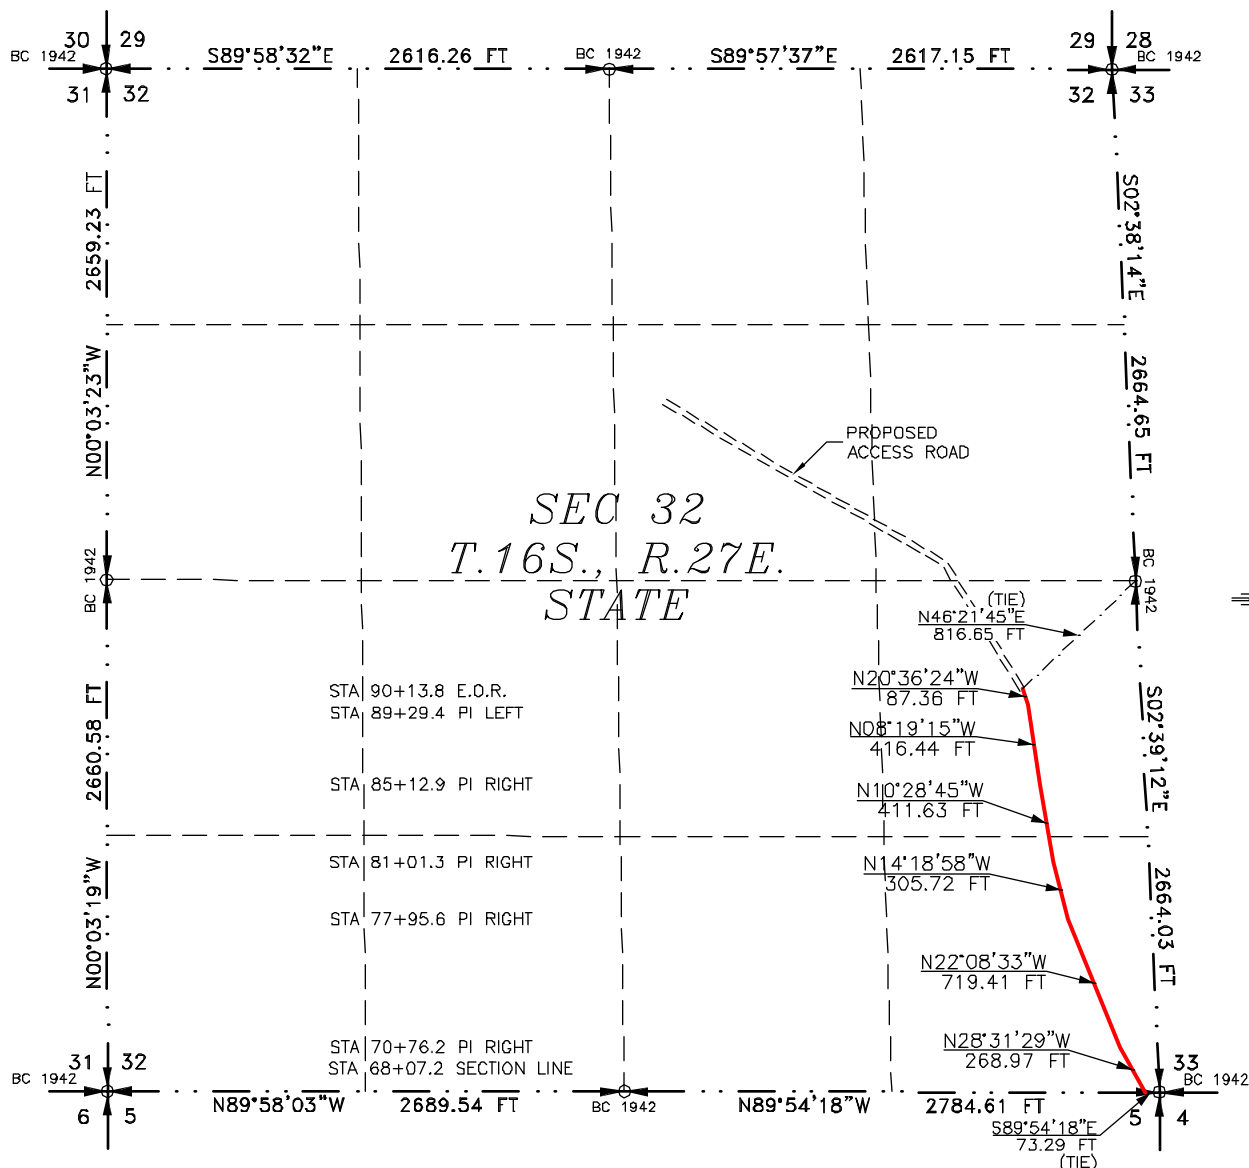 30 29
BC 1942
31 32
S89°58'32"E 2616.26 FT
BC 1942
S89°57'37"E 2617.15 FT
29 28
BC 1942
32 33
2659.23 FT
N00°03'23"W
S02°38'14"E
2664.65 FT
PROPOSED
ACCESS ROAD
SEC 32
T.16S., R.27E.
STATE
BC 1942
BC 1942
(TIE)
N46°21'45"E
816.65 FT
2660.58 FT
N00°03'19"W
S02°39'12"E
2664.03 FT
STA 90+13.8 E.O.R.
STA 89+29.4 PI LEFT
STA 85+12.9 PI RIGHT
STA 81+01.3 PI RIGHT
STA 77+95.6 PI RIGHT
STA 70+76.2 PI RIGHT
STA 68+07.2 SECTION LINE
N20°36'24"W
87.36 FT
N08°19'15"W
416.44 FT
N10°28'45"W
411.63 FT
N14°18'58"W
305.72 FT
N22°08'33"W
719.41 FT
N28°31'29"W
268.97 FT
31 32
BC 1942
6 5
N89°58'03"W 2689.54 FT
BC 1942
N89°54'18"W 2784.61 FT
33
BC 1942
5 4
S89°54'18"E
73.29 FT
(TIE)